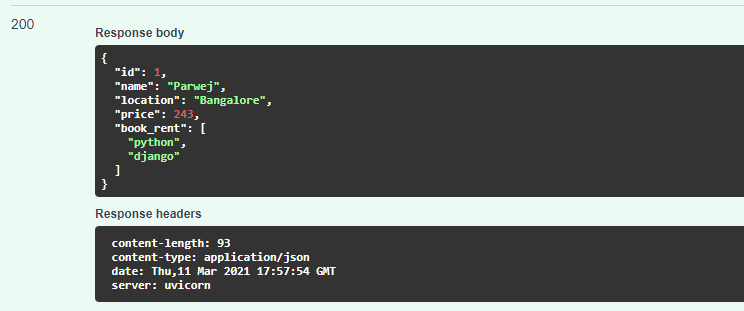 200
Response body
{
  "id": 1,
  "name": "Parwej",
  "location": "Bangalore",
  "price": 243,
  "book_rent": [
    "python",
    "django"
  ]
}
Response headers
content-length: 93
content-type: application/json
date: Thu,11 Mar 2021 17:57:54 GMT
server: uvicorn